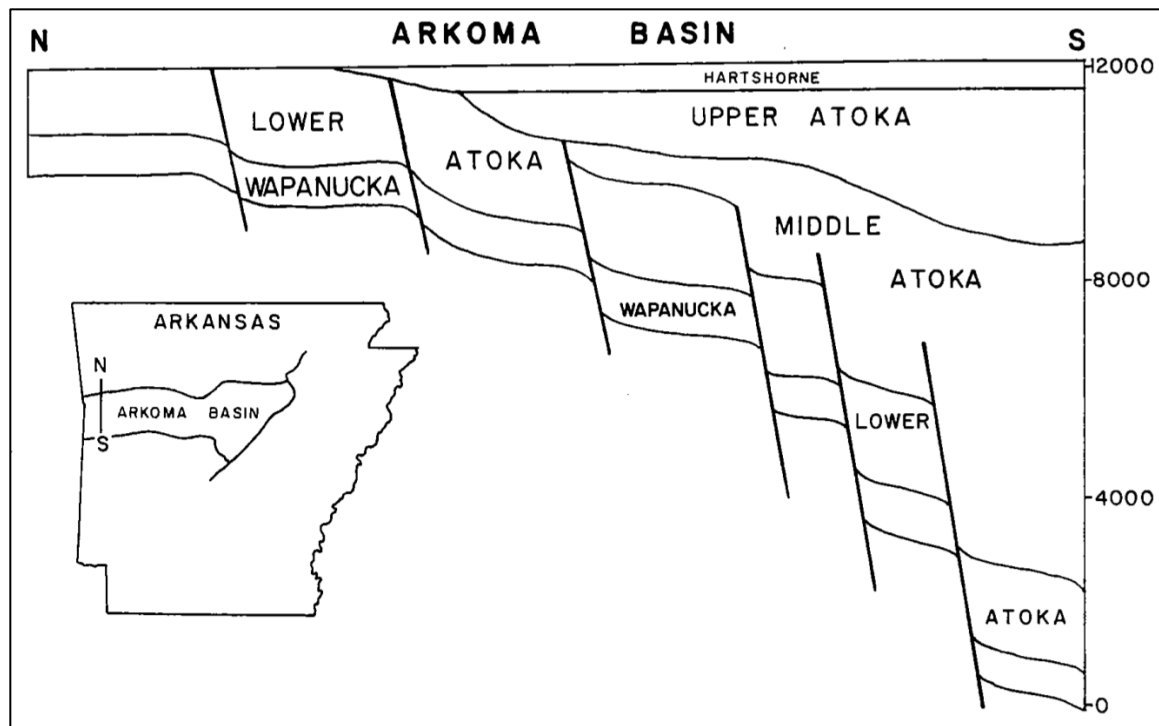 N ARKOMA BASIN S
12000
HARTSHORNE
UPPER ATOKA
LOWER
ATOKA
WAPANUCKA
MIDDLE
ATOKA
8000
WAPANUCKA
ARKANSAS
N
ARKOMA BASIN
S
LOWER
4000
ATOKA
0